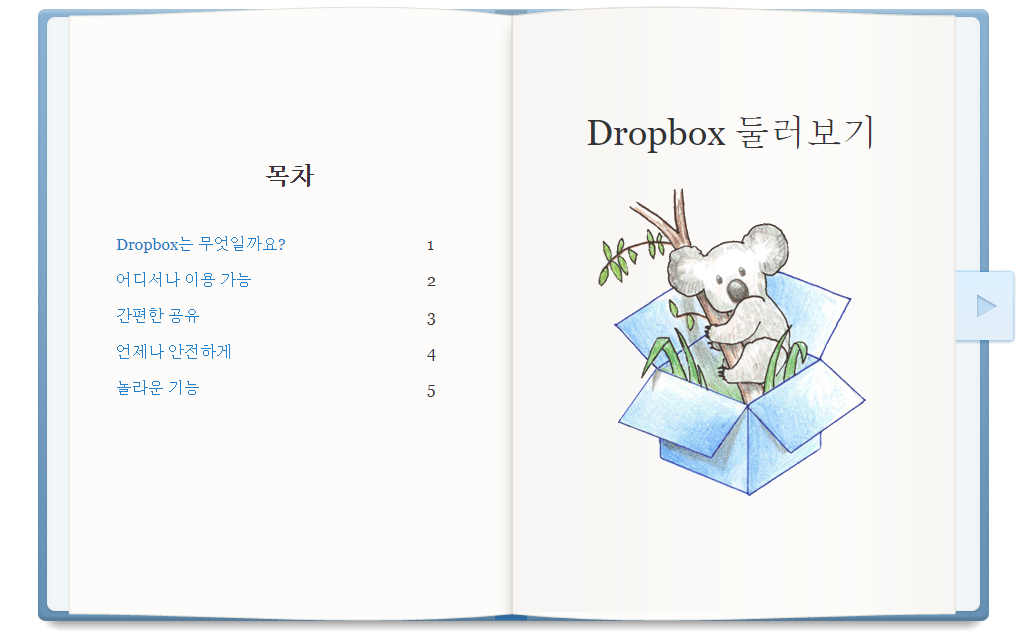 목차
Dropbox는 무엇일까요? 1
어디서나 이용 가능 2
간편한 공유 3
언제나 안전하게 4
놀라운 기능 5
Dropbox 둘러보기